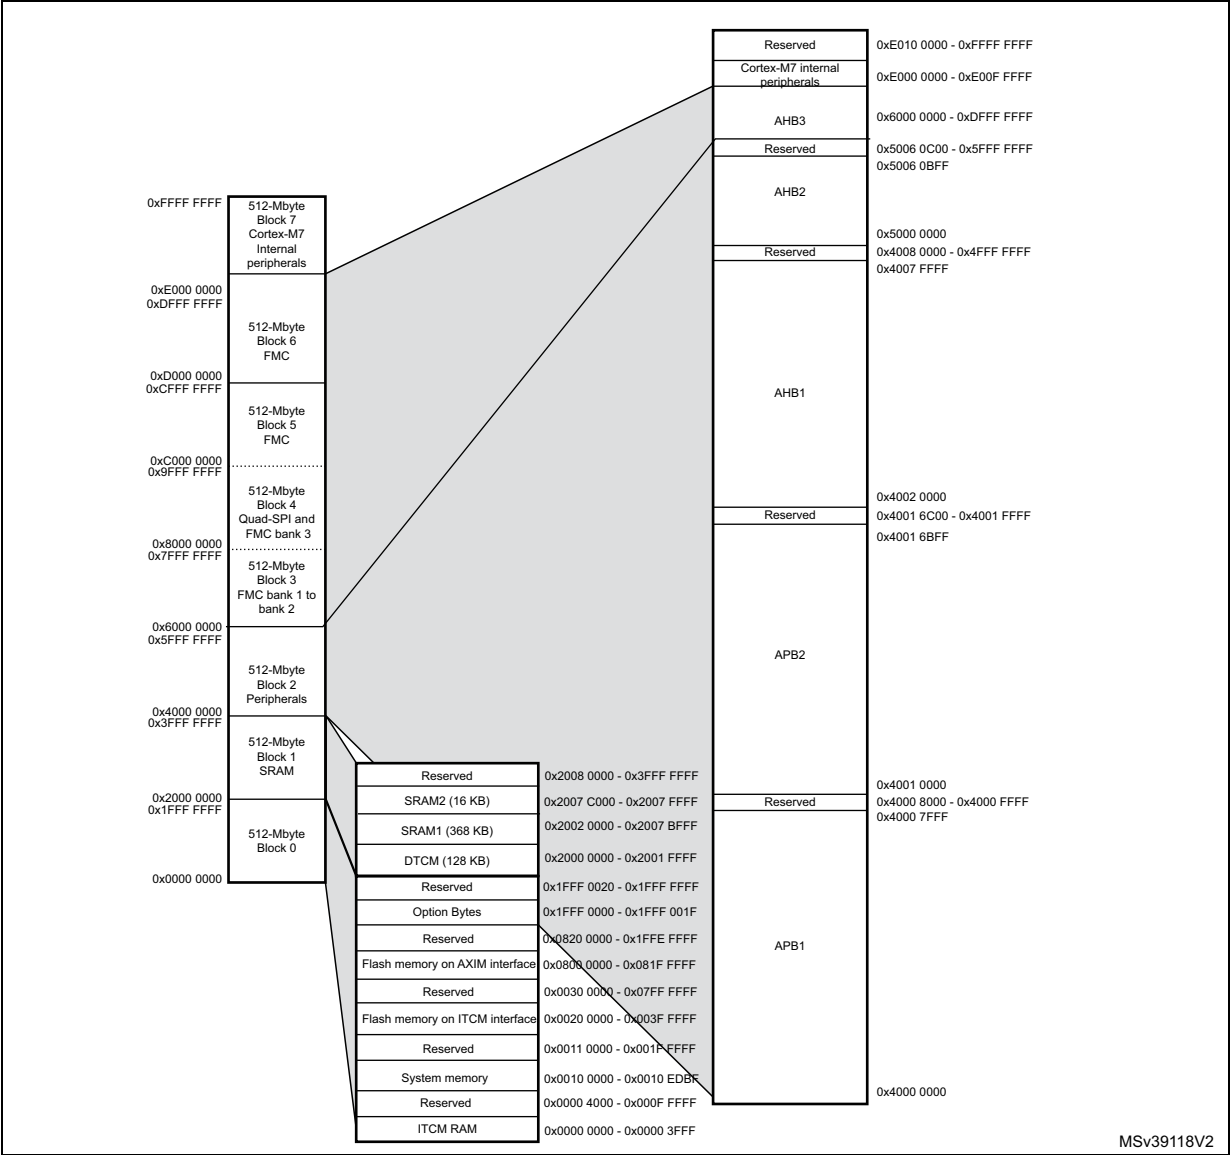 0xFFFF FFFF
512-Mbyte
Block 7
Cortex-M7
Internal
peripherals
0xE000 0000
0xDFFF FFFF
512-Mbyte
Block 6
FMC
0xD000 0000
0xCFFF FFFF
512-Mbyte
Block 5
FMC
0xC000 0000
0x9FFF FFFF
512-Mbyte
Block 4
Quad-SPI and
FMC bank 3
0x8000 0000
0x7FFF FFFF
512-Mbyte
Block 3
FMC bank 1 to
bank 2
0x6000 0000
0x5FFF FFFF
512-Mbyte
Block 2
Peripherals
0x4000 0000
0x3FFF FFFF
512-Mbyte
Block 1
SRAM
0x2000 0000
0x1FFF FFFF
512-Mbyte
Block 0
0x0000 0000
Reserved 0x2008 0000 - 0x3FFF FFFF
SRAM2 (16 KB) 0x2007 C000 - 0x2007 FFFF
SRAM1 (368 KB) 0x2002 0000 - 0x2007 BFFF
DTCM (128 KB) 0x2000 0000 - 0x2001 FFFF
Reserved 0x1FFF 0020 - 0x1FFF FFFF
Option Bytes 0x1FFF 0000 - 0x1FFF 001F
Reserved 0x0820 0000 - 0x1FFE FFFF
Flash memory on AXIM interface 0x0800 0000 - 0x081F FFFF
Reserved 0x0030 0000 - 0x07FF FFFF
Flash memory on ITCM interface 0x0020 0000 - 0x003F FFFF
Reserved 0x0011 0000 - 0x001F FFFF
System memory 0x0010 0000 - 0x0010 EDBF
Reserved 0x0000 4000 - 0x000F FFFF
ITCM RAM 0x0000 0000 - 0x0000 3FFF
Reserved 0xE010 0000 - 0xFFFF FFFF
Cortex-M7 internal
peripherals 0xE000 0000 - 0xE00F FFFF
AHB3 0x6000 0000 - 0xDFFF FFFF
Reserved 0x5006 0C00 - 0x5FFF FFFF
0x5006 0BFF
AHB2
0x5000 0000
Reserved 0x4008 0000 - 0x4FFF FFFF
0x4007 FFFF
AHB1
0x4002 0000
Reserved 0x4001 6C00 - 0x4001 FFFF
0x4001 6BFF
APB2
0x4001 0000
Reserved 0x4000 8000 - 0x4000 FFFF
0x4000 7FFF
APB1
0x4000 0000
MSv39118V2